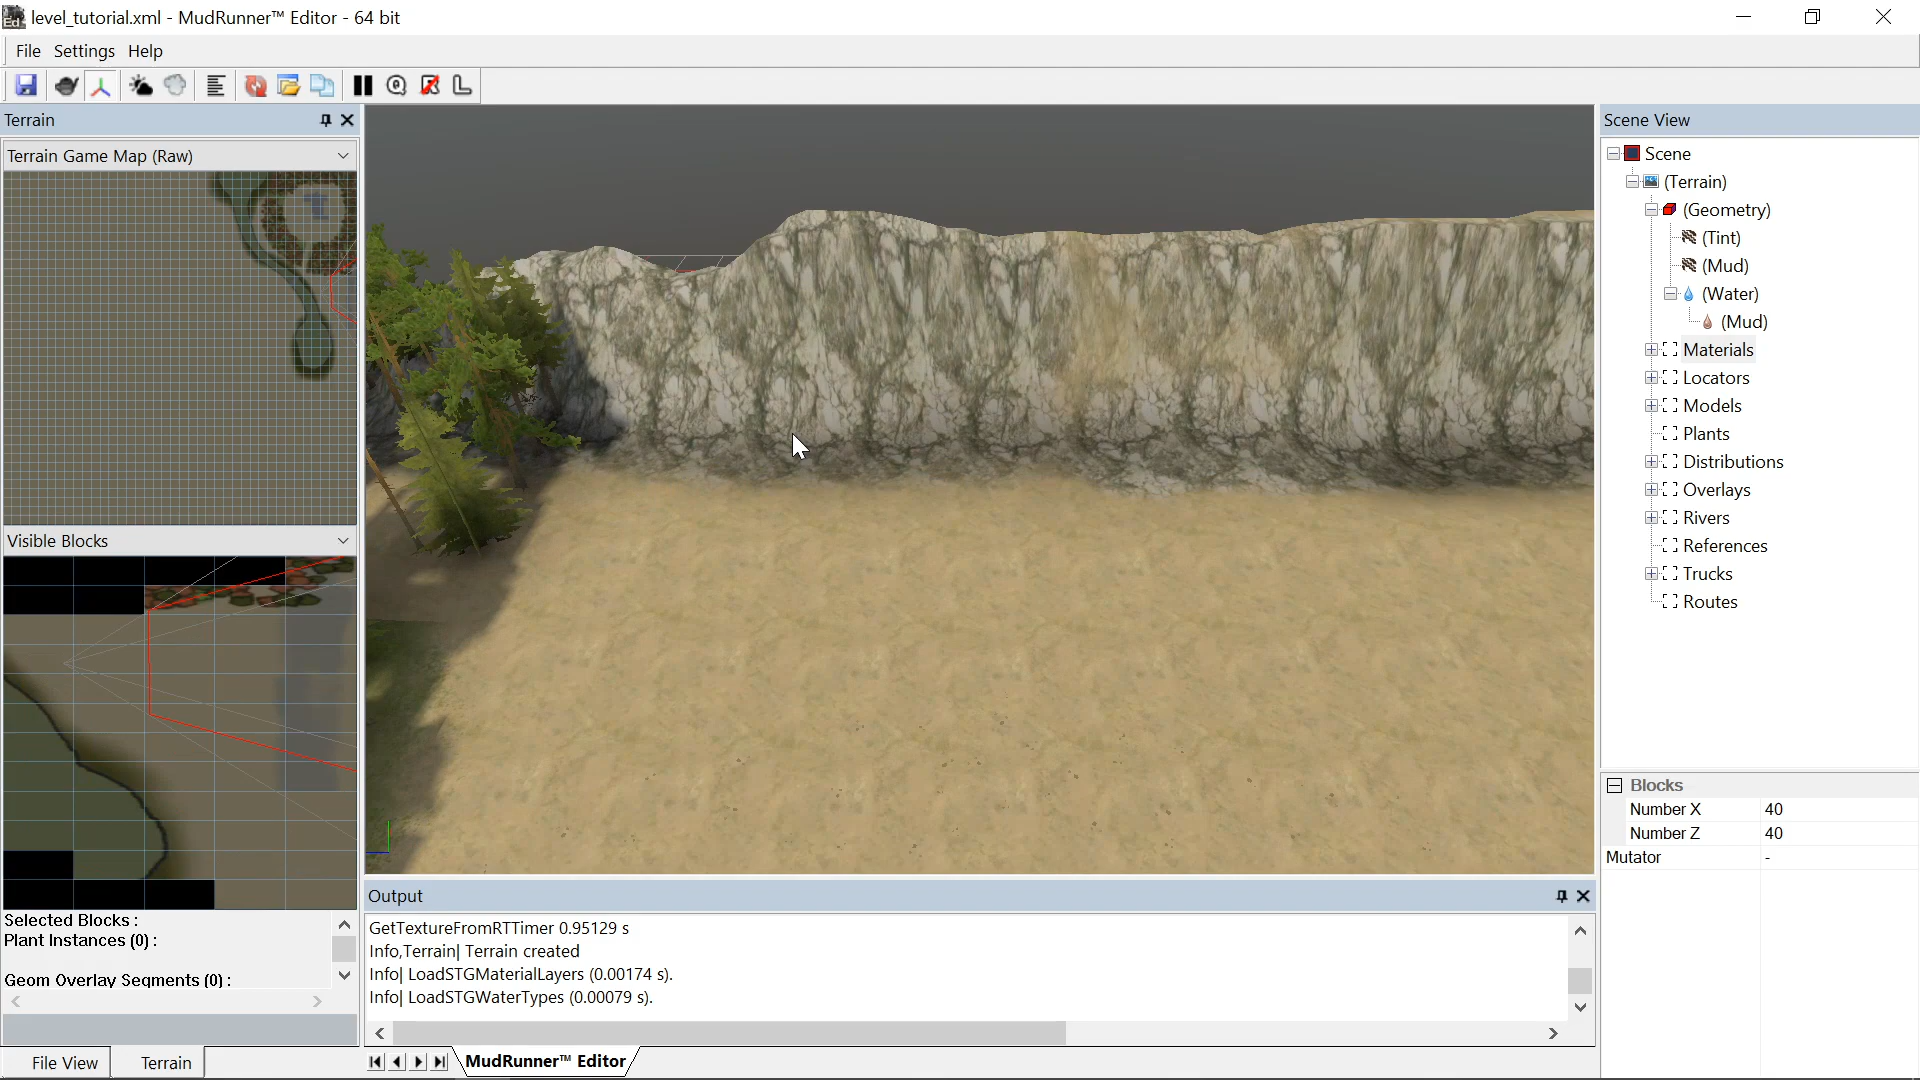 level_tutorial.xml - MudRunner™ Editor - 64 bit
File Settings Help
Terrain
Terrain Game Map (Raw)
Visible Blocks
Selected Blocks :
Plant Instances (0) :
Geom Overlay Segments (0) :
File View
Terrain
Output
GetTextureFromRTTimer 0.95129 s
Info,Terrain| Terrain created
Info| LoadSTGMaterialLayers (0.00174 s).
Info| LoadSTGWaterTypes (0.00079 s).
MudRunner™ Editor
Scene View
Scene
(Terrain)
(Geometry)
(Tint)
(Mud)
(Water)
(Mud)
Materials
Locators
Models
Plants
Distributions
Overlays
Rivers
References
Trucks
Routes
Blocks
Number X 40
Number Z 40
Mutator -